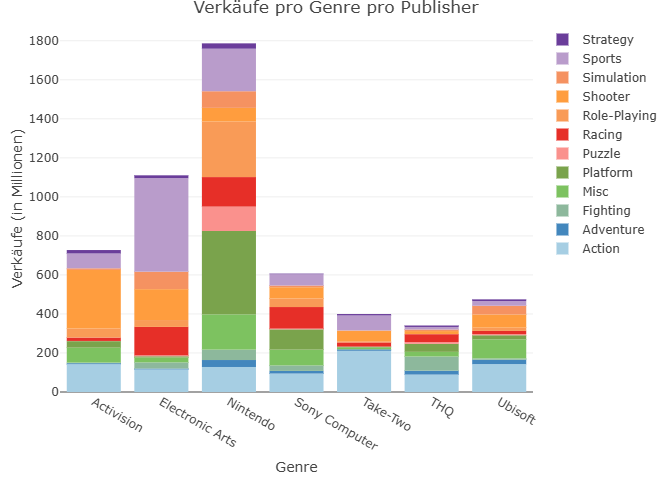 Verkäufe pro Genre pro Publisher
Verkäufe (in Millionen)
1800
1600
1400
1200
1000
800
600
400
200
0
Activision
Electronic Arts
Nintendo
Sony Computer
Take-Two
THQ
Ubisoft
Genre
Strategy
Sports
Simulation
Shooter
Role-Playing
Racing
Puzzle
Platform
Misc
Fighting
Adventure
Action